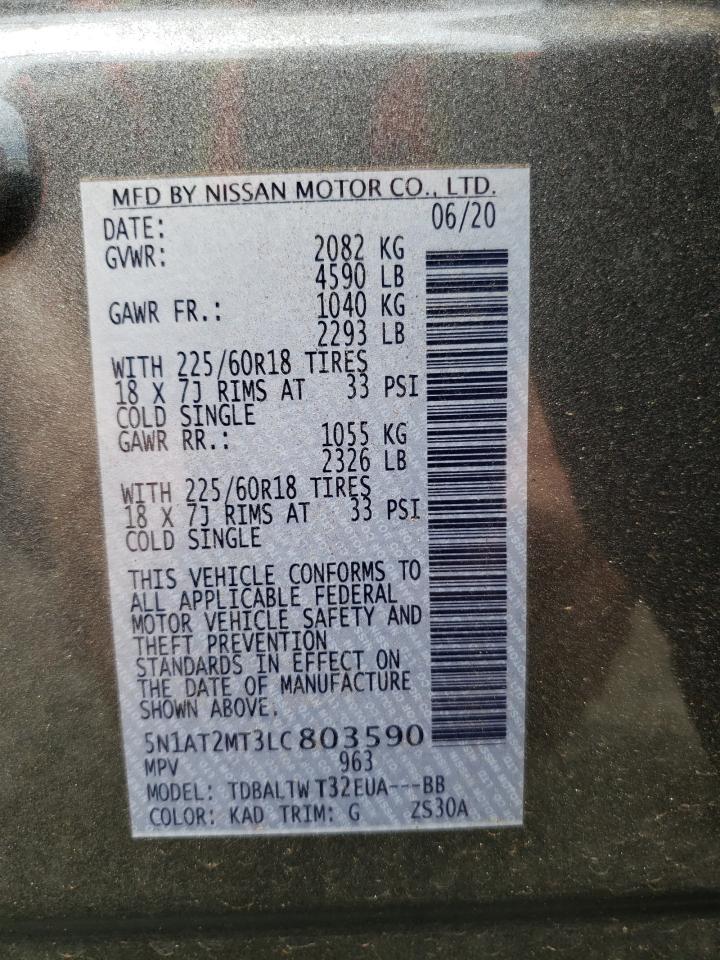 MFD BY NISSAN MOTOR CO., LTD.
DATE: 06/20
GVWR: 2082 KG
4590 LB
GAWR FR.: 1040 KG
2293 LB
WITH 225/60R18 TIRES
18 X 7J RIMS AT 33 PSI
COLD SINGLE
GAWR RR.: 1055 KG
2326 LB
WITH 225/60R18 TIRES
18 X 7J RIMS AT 33 PSI
COLD SINGLE
THIS VEHICLE CONFORMS TO
ALL APPLICABLE FEDERAL
MOTOR VEHICLE SAFETY AND
THEFT PREVENTION
STANDARDS IN EFFECT ON
THE DATE OF MANUFACTURE
SHOWN ABOVE.
5N1AT2MT3LC803590
MPV 963
MODEL: TDBALTW T32EUA---BB
COLOR: KAD TRIM: G ZS30A